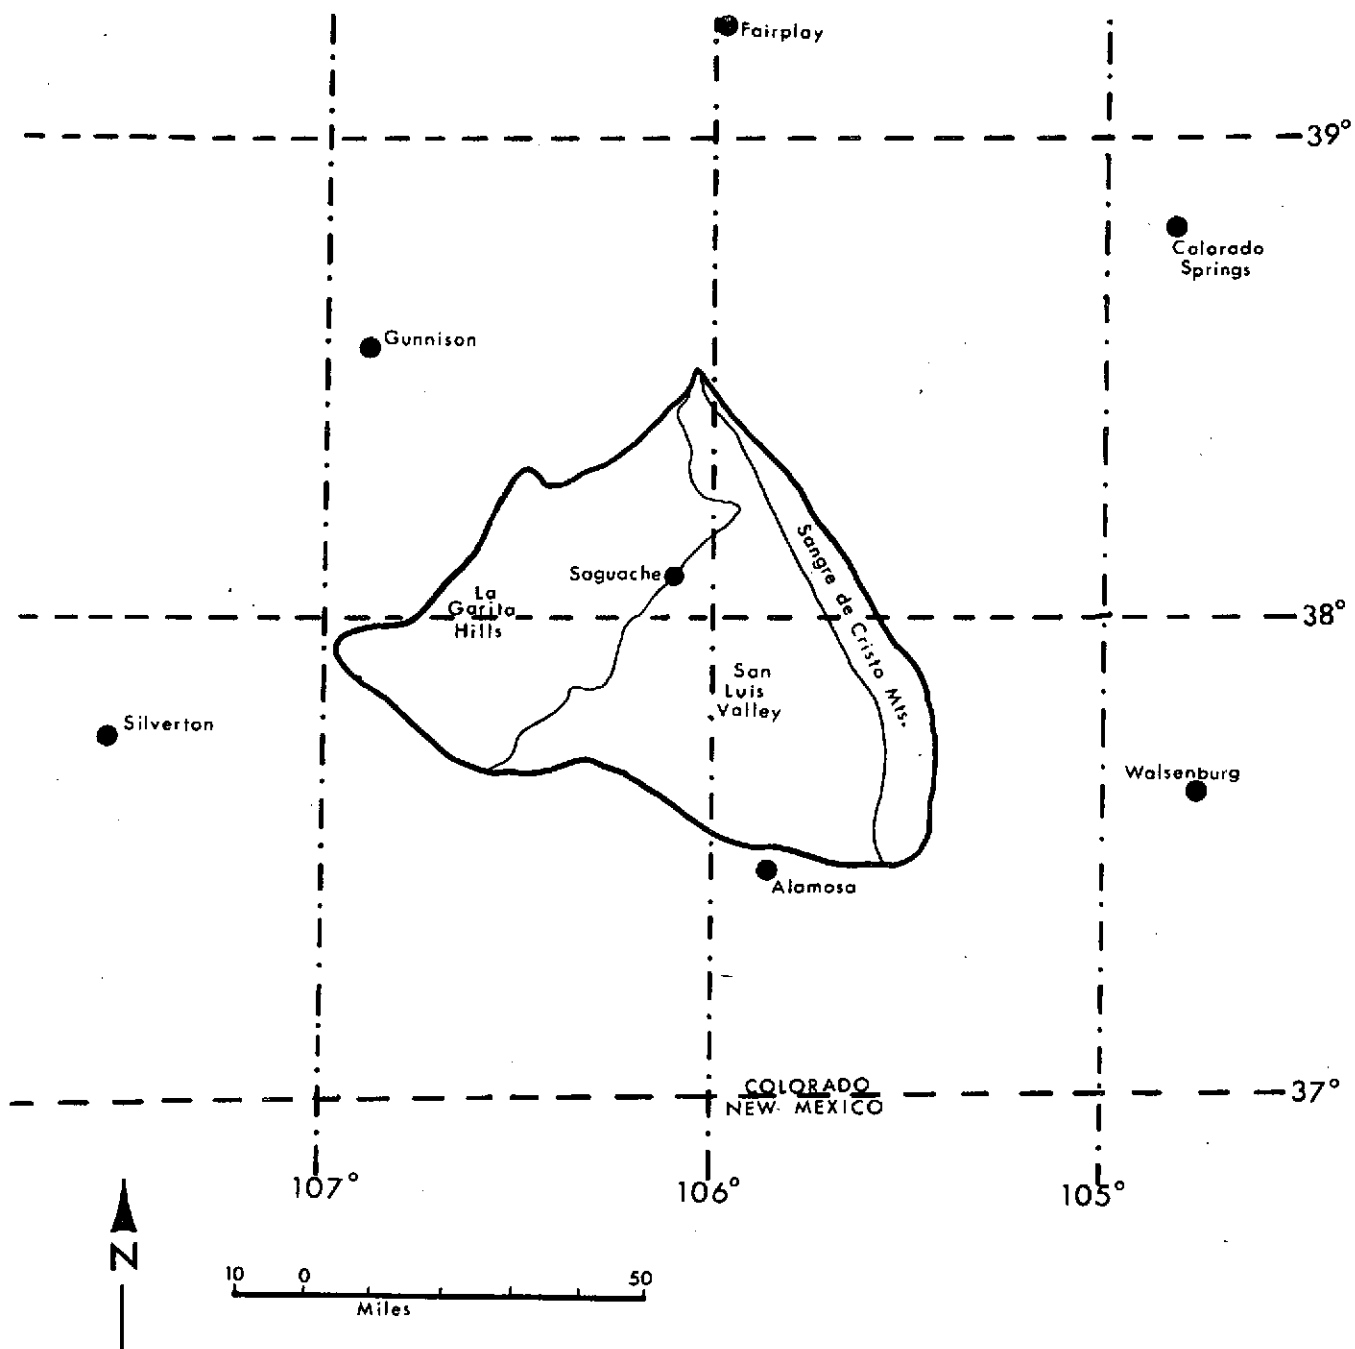 Fairplay
39°
Colorado
Springs
Gunnison
Sangre de Cristo Mts.
Saguache
La
Garita
Hills
38°
San
Luis
Valley
Silverton
Walsenburg
Alamosa
COLORADO
NEW MEXICO
37°
107°
106°
105°
N
10 0 50
Miles